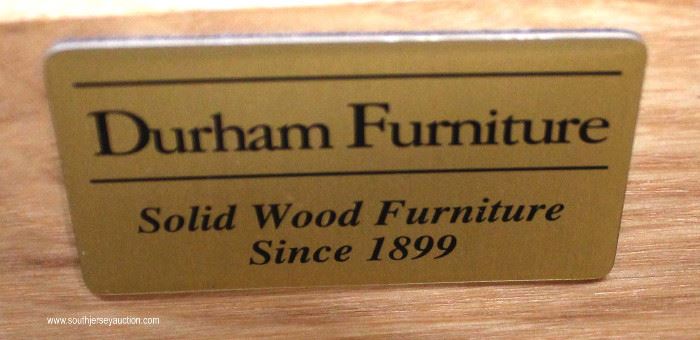 Durham Furniture
Solid Wood Furniture
Since 1899
www.southjerseyauction.com